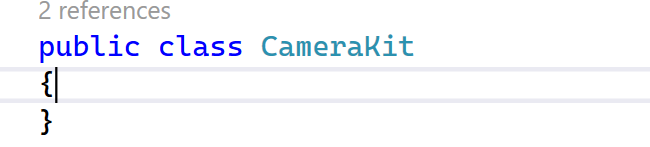 2 references
public class CameraKit
{
}